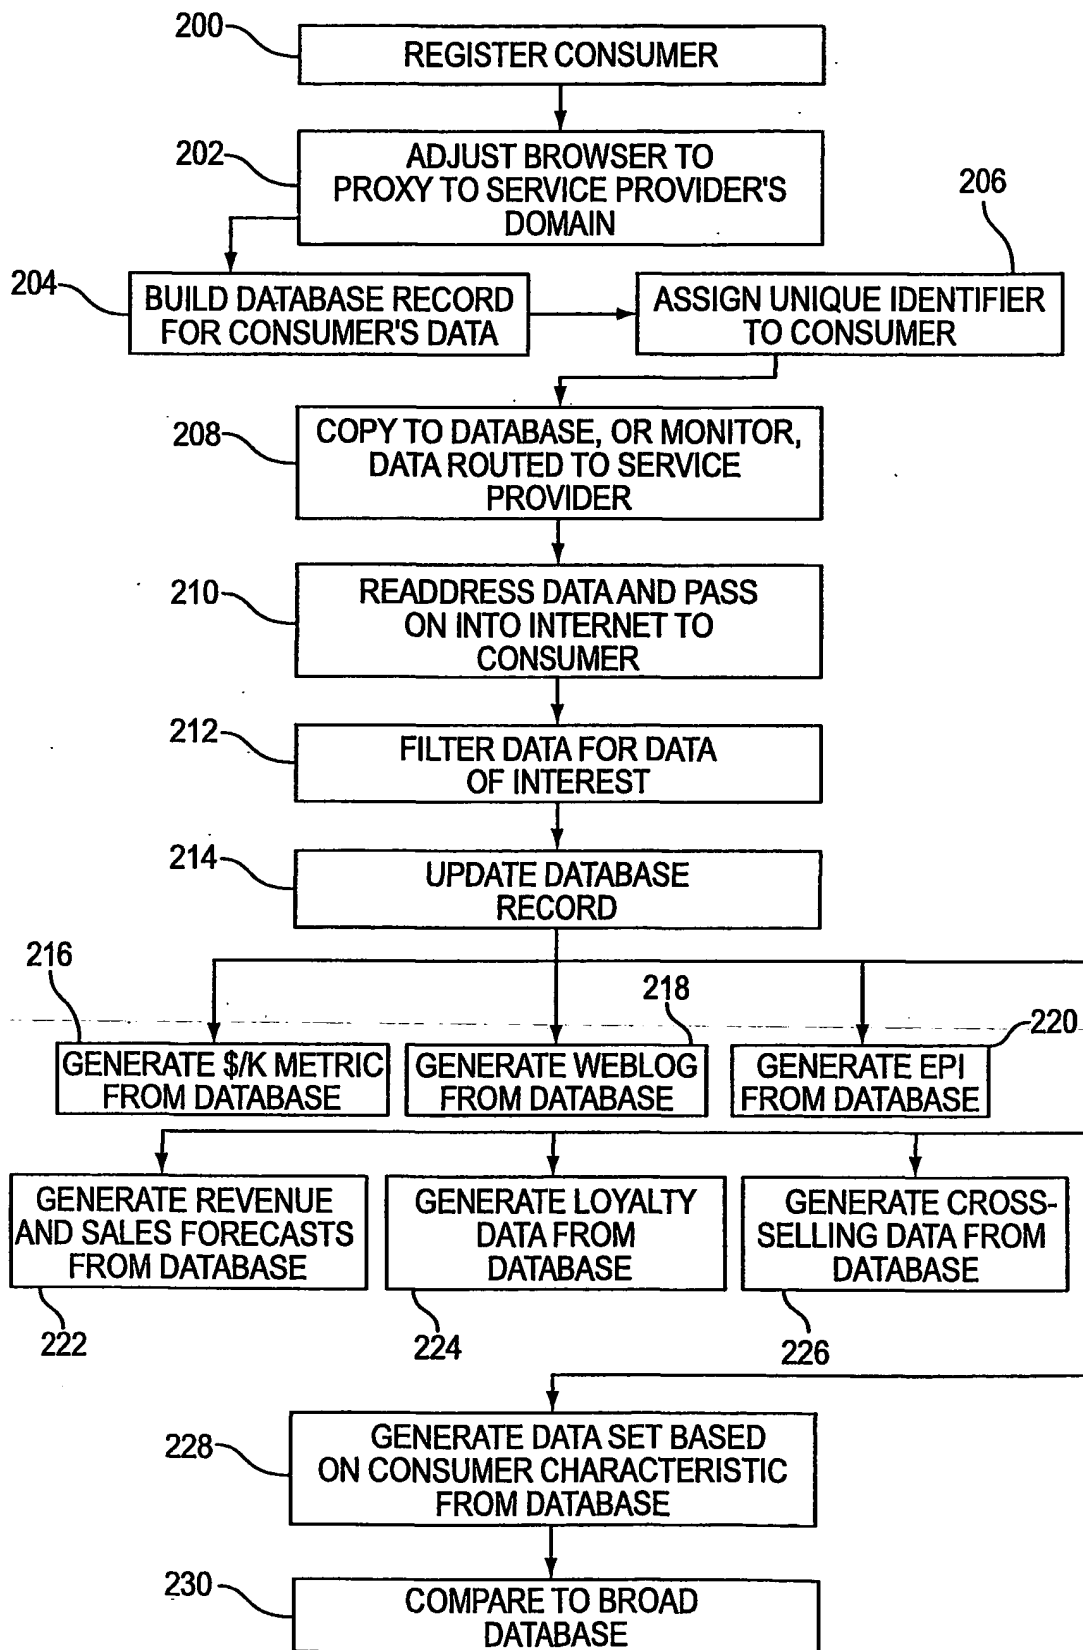 200
REGISTER CONSUMER
202
ADJUST BROWSER TO
PROXY TO SERVICE PROVIDER'S
DOMAIN
206
204
BUILD DATABASE RECORD
FOR CONSUMER'S DATA
ASSIGN UNIQUE IDENTIFIER
TO CONSUMER
208
COPY TO DATABASE, OR MONITOR,
DATA ROUTED TO SERVICE
PROVIDER
210
READDRESS DATA AND PASS
ON INTO INTERNET TO
CONSUMER
212
FILTER DATA FOR DATA
OF INTEREST
214
UPDATE DATABASE
RECORD
216
218
220
GENERATE $/K METRIC
FROM DATABASE
GENERATE WEBLOG
FROM DATABASE
GENERATE EPI
FROM DATABASE
GENERATE REVENUE
AND SALES FORECASTS
FROM DATABASE
GENERATE LOYALTY
DATA FROM
DATABASE
GENERATE CROSS-
SELLING DATA FROM
DATABASE
222
224
226
228
GENERATE DATA SET BASED
ON CONSUMER CHARACTERISTIC
FROM DATABASE
230
COMPARE TO BROAD
DATABASE